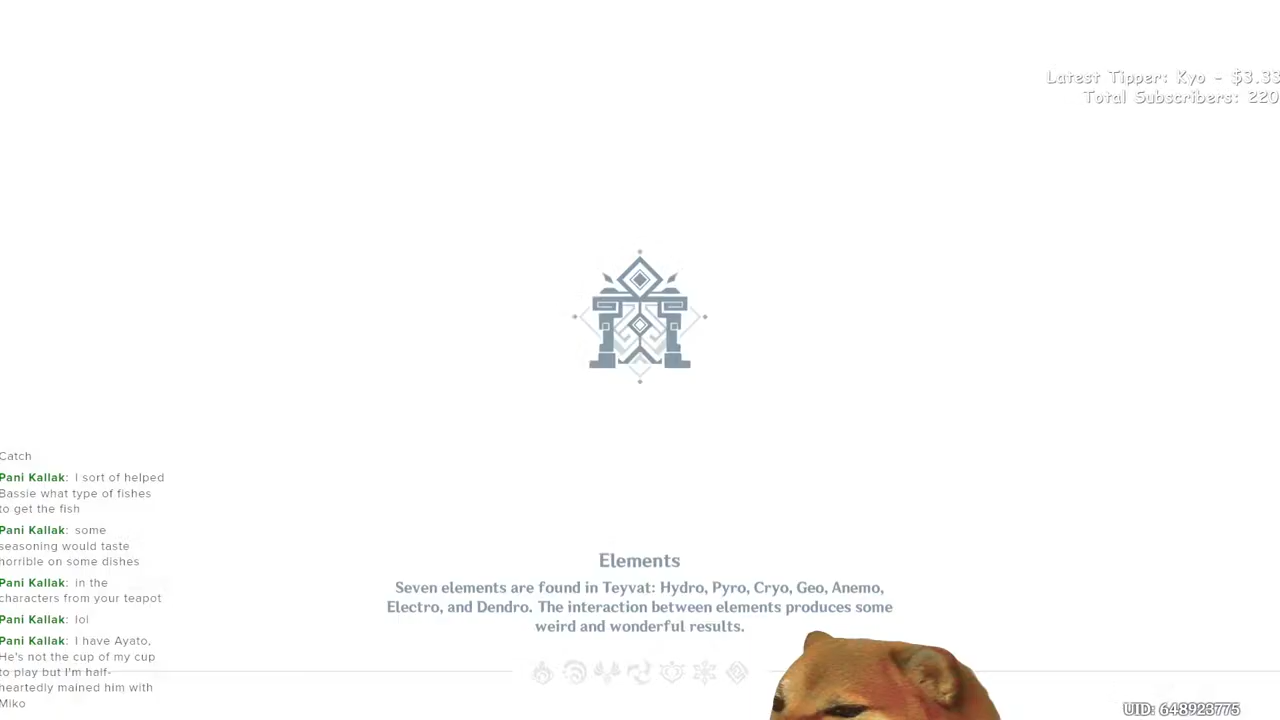 Latest Tipper: Kyo - $3.33
Total Subscribers: 220
Catch
Pani Kallak: I sort of helped
Bassie what type of fishes
to get the fish
Pani Kallak: some
seasoning would taste
horrible on some dishes
Pani Kallak: in the
characters from your teapot
Pani Kallak: lol
Pani Kallak: I have Ayato,
He's not the cup of my cup
to play but I'm half-
heartedly mained him with
Miko
Elements
Seven elements are found in Teyvat: Hydro, Pyro, Cryo, Geo, Anemo,
Electro, and Dendro. The interaction between elements produces some
weird and wonderful results.
UID: 648923775